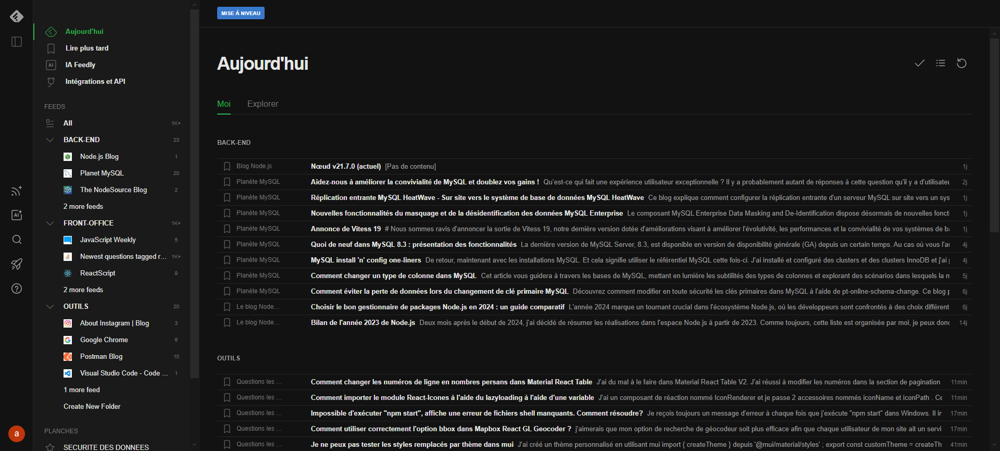 MISE À NIVEAU
Aujourd'hui
Lire plus tard
AI IA Feedly
Intégrations et API
FEEDS
All 1K+
BACK-END 23
Node.js Blog 1
Planet MySQL 20
The NodeSource Blog 2
2 more feeds
FRONT-OFFICE 1K+
JavaScript Weekly 5
Newest questions tagged r... 1K+
ReactScript 9
2 more feeds
OUTILS 20
About Instagram | Blog 3
Google Chrome 6
Postman Blog 10
Visual Studio Code - Code ... 1
1 more feed
Create New Folder
PLANCHES
SECURITE DES DONNEES
AI
a
Aujourd'hui
Moi Explorer
BACK-END
Blog Node.js Nœud v21.7.0 (actuel) [Pas de contenu] 1j
Planète MySQL Aidez-nous à améliorer la convivialité de MySQL et doublez vos gains ! Qu'est-ce qui fait une expérience utilisateur exceptionnelle ? Il y a probablement autant de réponses à cette question qu'il y a d'utilisateu 2j
Planète MySQL Réplication entrante MySQL HeatWave - Sur site vers le système de base de données MySQL HeatWave Ce blog explique comment configurer la réplication entrante d'un serveur MySQL sur site vers un sys 1j
Planète MySQL Nouvelles fonctionnalités du masquage et de la désidentification des données MySQL Enterprise Le composant MySQL Enterprise Data Masking and De-Identification dispose désormais de nouvelles foncti 1j
Planète MySQL Annonce de Vitess 19 # Nous sommes ravis d'annoncer la sortie de Vitess 19, notre dernière version dotée d'améliorations visant à améliorer l'évolutivité, les performances et la convivialité de vos systèmes de ba 1j
Planète MySQL Quoi de neuf dans MySQL 8.3 : présentation des fonctionnalités La dernière version de MySQL Server, 8.3, est disponible en version de disponibilité générale (GA) depuis un certain temps. Au cas où vous l'au 4j
Planète MySQL MySQL install 'n' config one-liners De retour, maintenant avec les installations MySQL. Et cela signifie utiliser le référentiel MySQL cette fois-ci. J'ai installé et configuré des clusters et des clusters InnoDB et j'ai 4j
Planète MySQL Comment changer un type de colonne dans MySQL Cet article vous guidera à travers les bases de MySQL, mettant en lumière les subtilités des types de colonnes et explorant des scénarios dans lesquels la m 5j
Planète MySQL Comment éviter la perte de données lors du changement de clé primaire MySQL Découvrez comment modifier en toute sécurité les clés primaires dans MySQL à l'aide de pt-online-schema-change. Ce blog p 6j
Le blog Node... Choisir le bon gestionnaire de packages Node.js en 2024 : un guide comparatif L'année 2024 marque un tournant crucial dans l'écosystème Node.js, où les développeurs sont confrontés à des choix différent 6j
Le blog Node... Bilan de l'année 2023 de Node.js Deux mois après le début de 2024, j'ai décidé de résumer les réalisations dans l'espace Node.js à partir de 2023. Comme toujours, cette liste est organisée par moi, je peux donc 14j
OUTILS
Questions les ... Comment changer les numéros de ligne en nombres persans dans Material React Table J'ai du mal à le faire dans Material React Table V2. J'ai réussi à modifier les numéros dans la section de pagination 11min
Questions les ... Comment importer le module React-Icones à l'aide du lazyloading à l'aide d'une variable J'ai un composant de réaction nommé IconRenderer et je passe 2 accessoires nommés iconName et iconPath . Ce 11min
Questions les ... Impossible d'exécuter "npm start", affiche une erreur de fichiers shell manquants. Comment résoudre? Je reçois toujours un message d'erreur à chaque fois que j'exécute "npm start" dans Windows. Il in 17min
Questions les ... Comment utiliser correctement l'option bbox dans Mapbox React GL Geocoder ? j'aimerais que mon option de recherche de géocodeur soit plus efficace afin que chaque utilisateur de mon site ait un servi 17min
Questions les ... Je ne peux pas tester les styles remplacés par thème dans mui J'ai créé un thème personnalisé en utilisant mui import { createTheme } depuis '@mui/material/styles' ; export const customTheme = createTh 41min